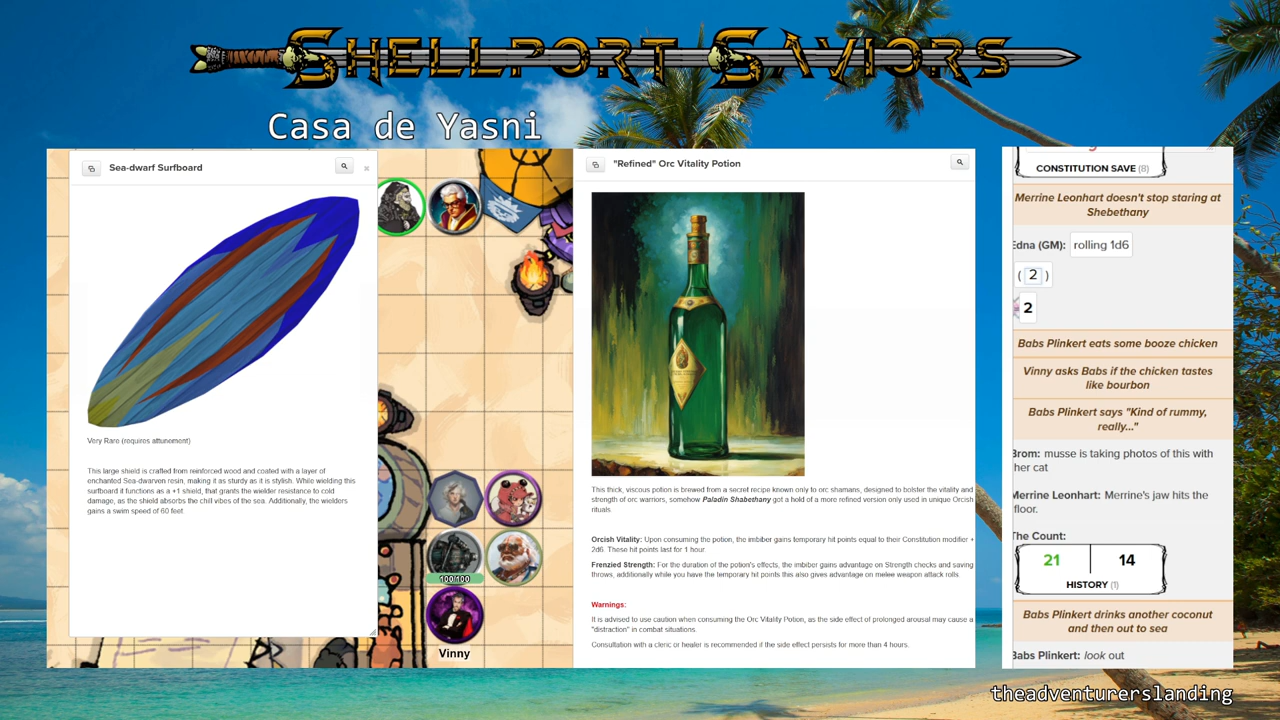 SHELLPORT SAVIORS
Casa de Yasni
Sea-dwarf Surfboard
Very Rare (requires attunement)
This large shield is crafted from reinforced wood and coated with a layer of
enchanted Sea-dwarven resin, making it as sturdy as it is stylish. While wielding this
surfboard it functions as a +1 shield, that grants the wielder resistance to cold
damage, as the shield absorbs the chill vibes of the sea. Additionally, the wielders
gains a swim speed of 60 feet
100/100
Vinny
"Refined" Orc Vitality Potion
This thick, viscous potion is brewed from a secret recipe known only to orc shamans, designed to bolster the vitality and
strength of orc warriors, somehow Paladin Shabethany got a hold of a more refined version only used in unique Orcish
rituals
Orcish Vitality: Upon consuming the potion, the imbiber gains temporary hit points equal to their Constitution modifier +
2d6. These hit points last for 1 hour.
Frenzied Strength: For the duration of the potion's effects, the imbiber gains advantage on Strength checks and saving
throws, additionally while you have the temporary hit points this also gives advantage on melee weapon attack rolls.
Warnings:
It is advised to use caution when consuming the Orc Vitality Potion, as the side effect of prolonged arousal may cause a
"distraction" in combat situations.
Consultation with a cleric or healer is recommended if the side effect persists for more than 4 hours.
CONSTITUTION SAVE (8)
Merrine Leonhart doesn't stop staring at
Shebethany
Edna (GM): rolling 1d6
(2)
2
Babs Plinkert eats some booze chicken
Vinny asks Babs if the chicken tastes
like bourbon
Babs Plinkert says "Kind of rummy,
really..."
Brom: musse is taking photos of this with
her cat
Merrine Leonhart: Merrine's jaw hits the
floor.
The Count:
21 14
HISTORY (1)
Babs Plinkert drinks another coconut
and then out to sea
Babs Plinkert: look out
theadventurerslanding